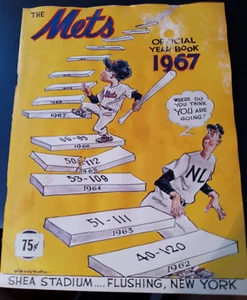 THE
Mets
OFFICIAL
YEAR BOOK
1967
Mets
1967
WHERE DO
YOU THINK
YOU ARE
GOING!
66-95
1966
50-112
1965
53-109
1964
NL
51-111
1963
40-120
1962
75¢
SHEA STADIUM.... FLUSHING, NEW YORK